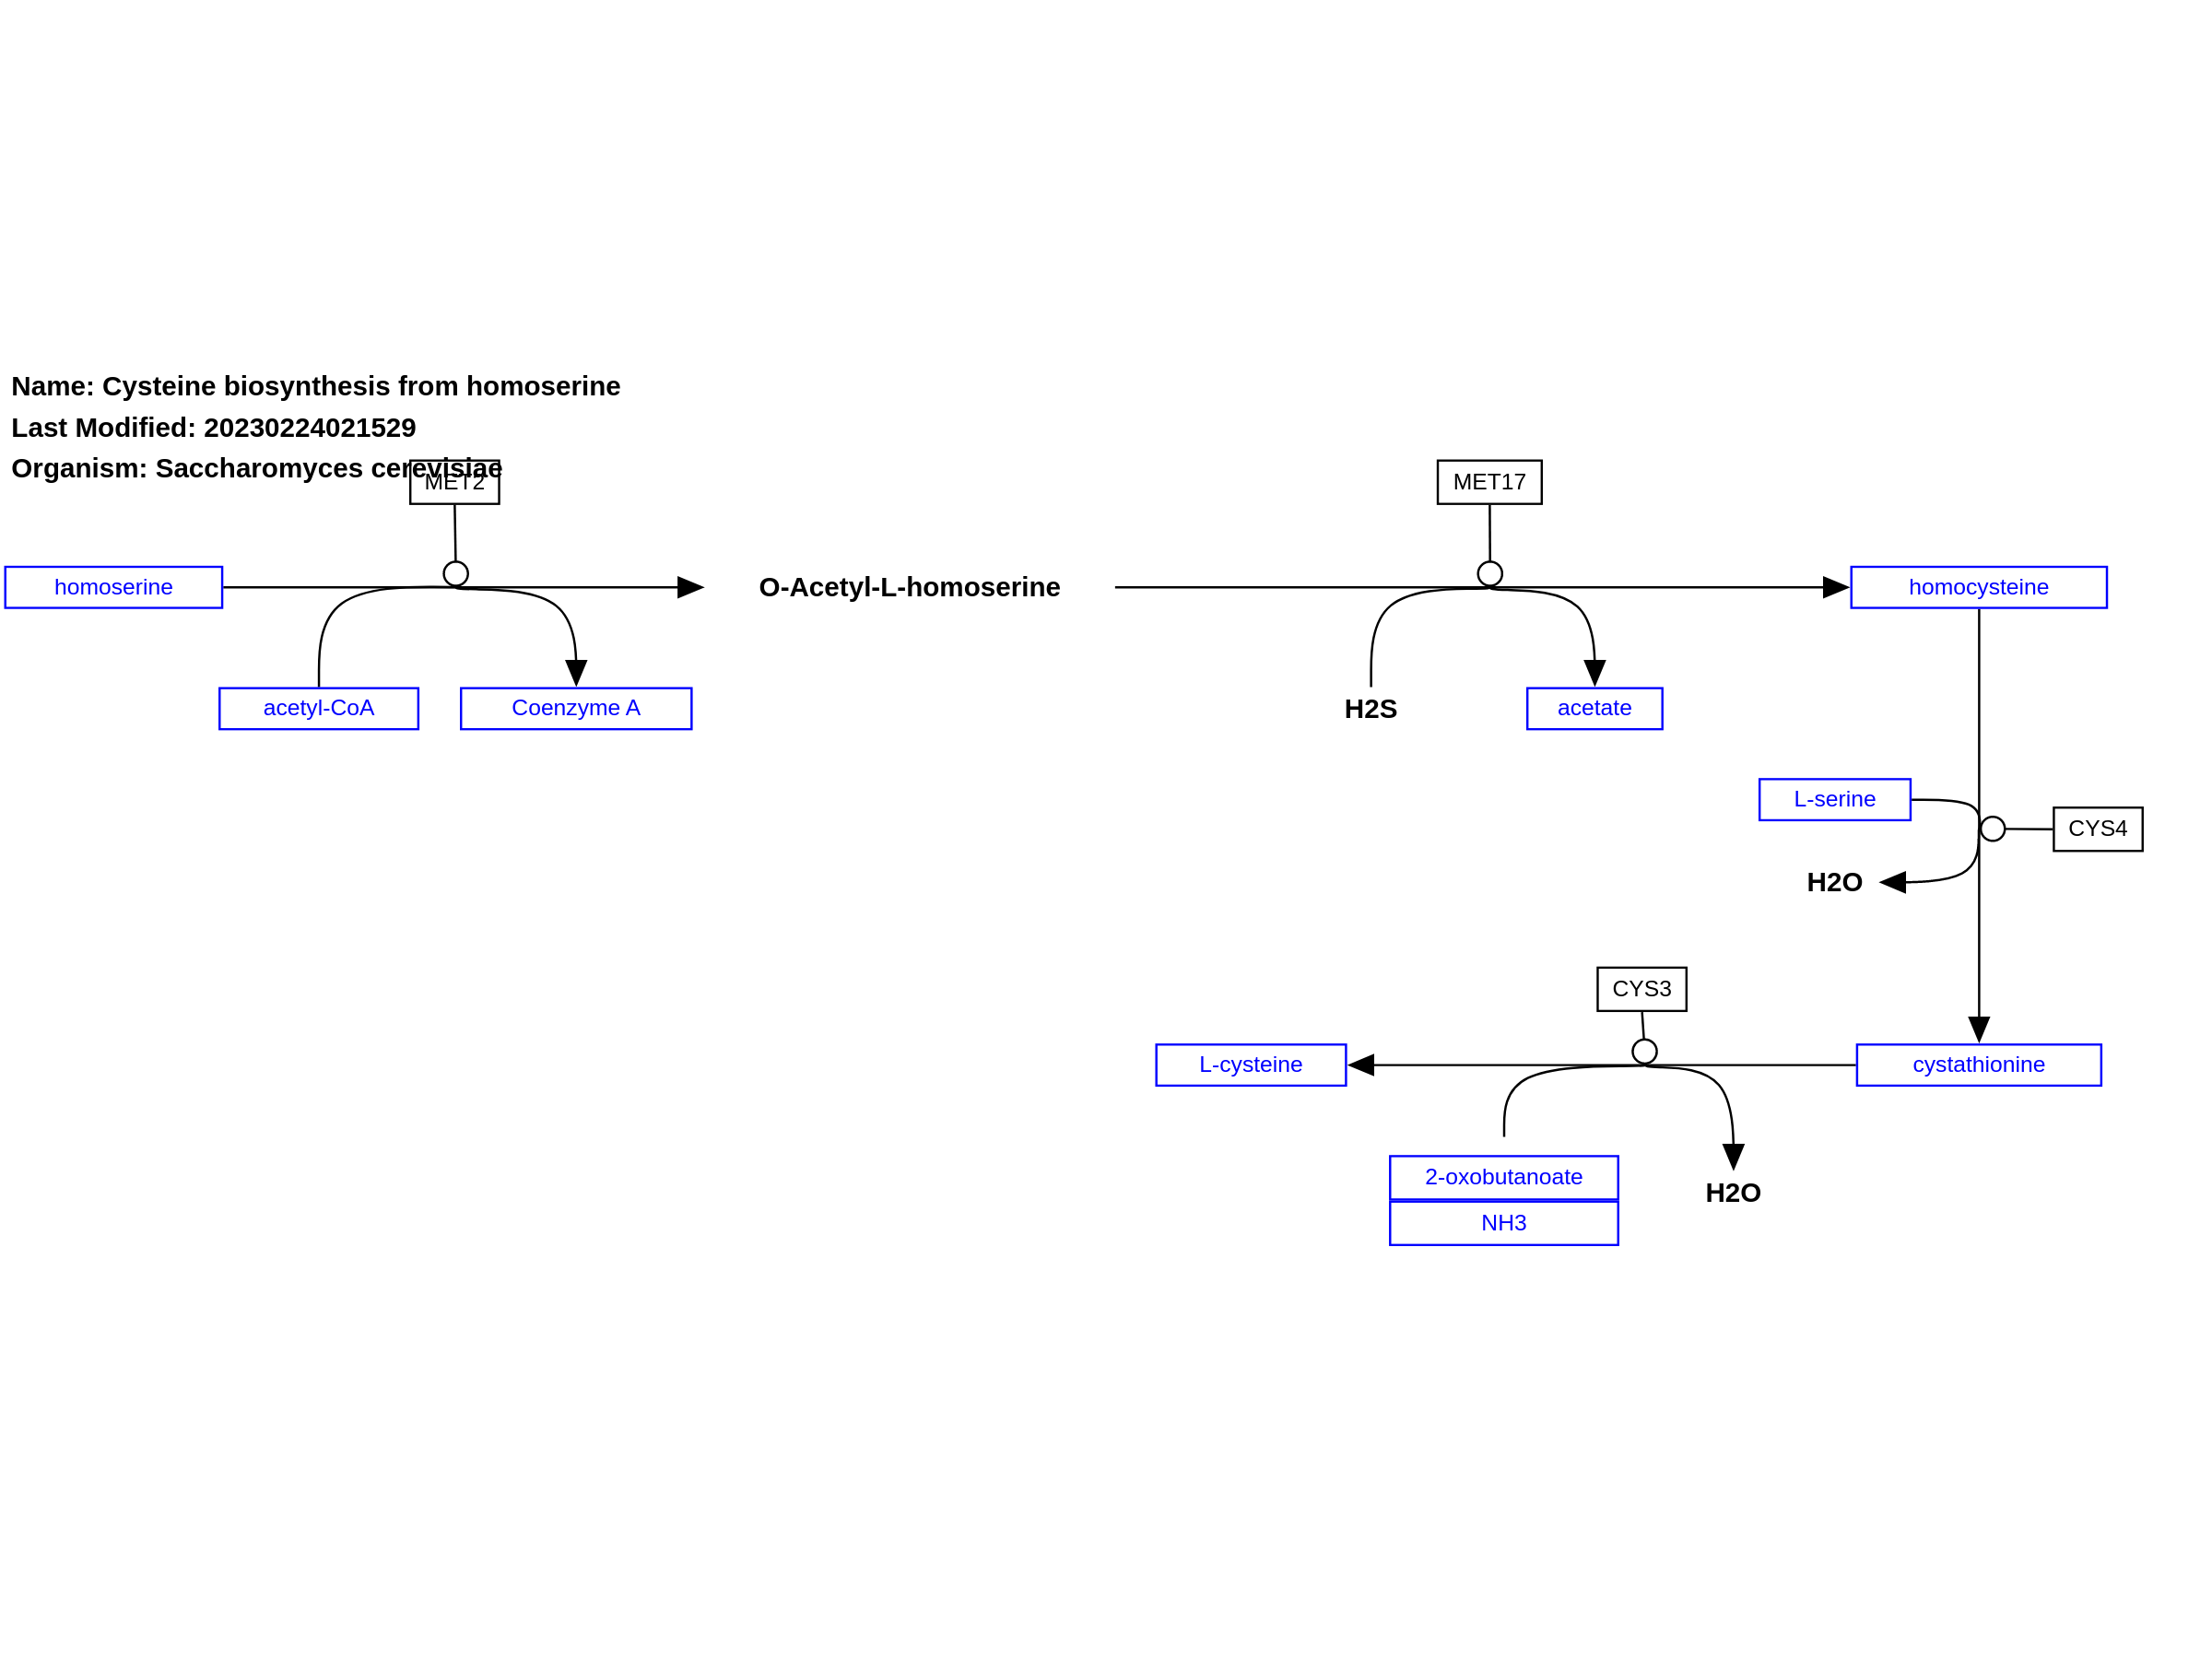 Name: Cysteine biosynthesis from homoserine
Last Modified: 20230224021529
Organism: Saccharomyces cerevisiae
MET2
MET17
homoserine
O-Acetyl-L-homoserine
homocysteine
acetyl-CoA
Coenzyme A
H2S
acetate
L-serine
CYS4
H2O
CYS3
L-cysteine
cystathionine
2-oxobutanoate
H2O
NH3